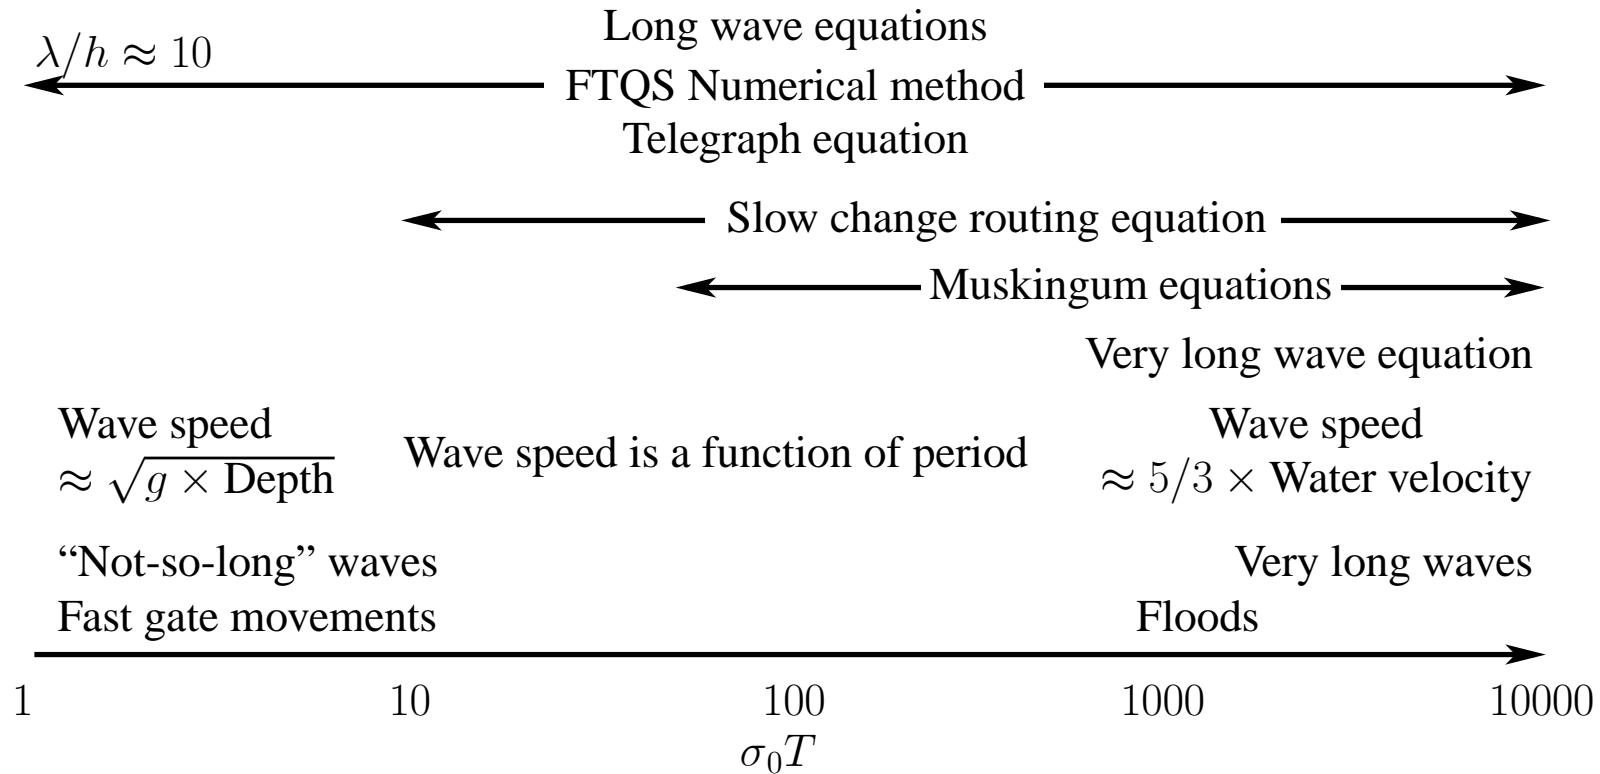 Long wave equations
λ/h ≈ 10
FTQS Numerical method
Telegraph equation
Slow change routing equation
Muskingum equations
Very long wave equation
Wave speed
≈ √g × Depth
Wave speed is a function of period
Wave speed
≈ 5/3 × Water velocity
“Not-so-long” waves
Very long waves
Fast gate movements
Floods
1 10 100 1000 10000
σ₀T